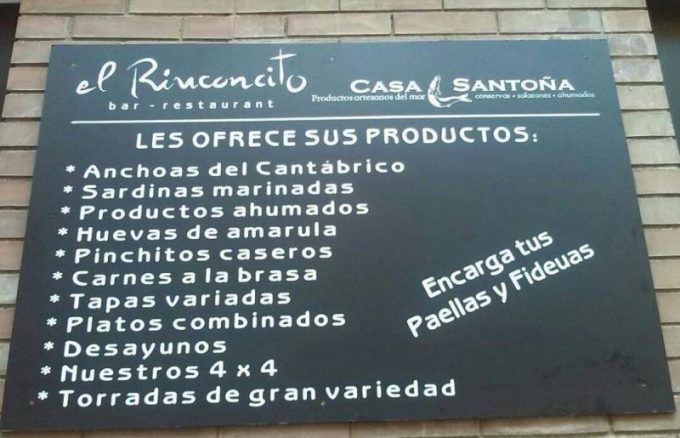 el Rinconcito
bar - restaurant
CASA SANTOÑA
Productos artesanos del mar
conservas • salazones • ahumados
LES OFRECE SUS PRODUCTOS:
* Anchoas del Cantábrico
* Sardinas marinadas
* Productos ahumados
* Huevas de amarula
* Pinchitos caseros
* Carnes a la brasa
* Tapas variadas
* Platos combinados
* Desayunos
* Nuestros 4 x 4
* Torradas de gran variedad
Encarga tus
Paellas y Fideuas